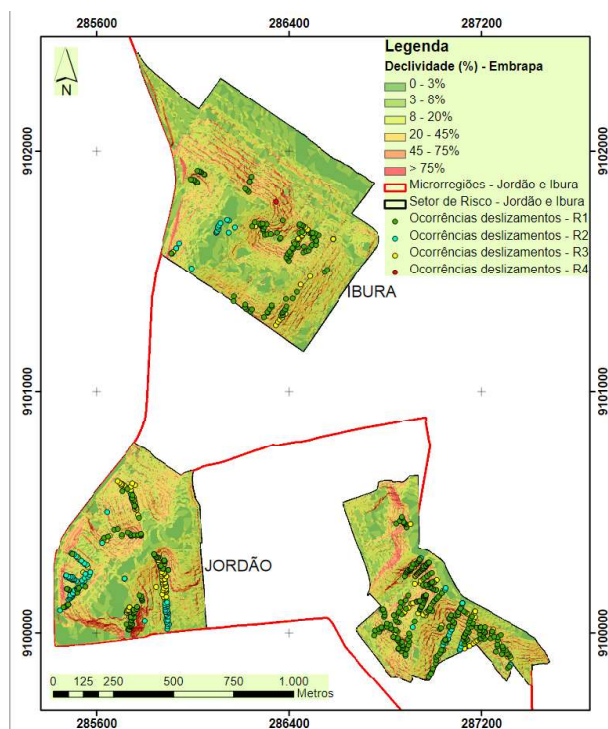 285600 286400 287200
N
Legenda
Declividade (%) - Embrapa
0 - 3%
3 - 8%
8 - 20%
20 - 45%
45 - 75%
> 75%
Microrregiões - Jordão e Ibura
Setor de Risco - Jordão e Ibura
Ocorrências deslizamentos - R1
Ocorrências deslizamentos - R2
Ocorrências deslizamentos - R3
Ocorrências deslizamentos - R4
9102000 9102000
IBURA
9101000 9101000
JORDÃO
9100000 9100000
0 125 250 500 750 1.000
Metros
285600 286400 287200